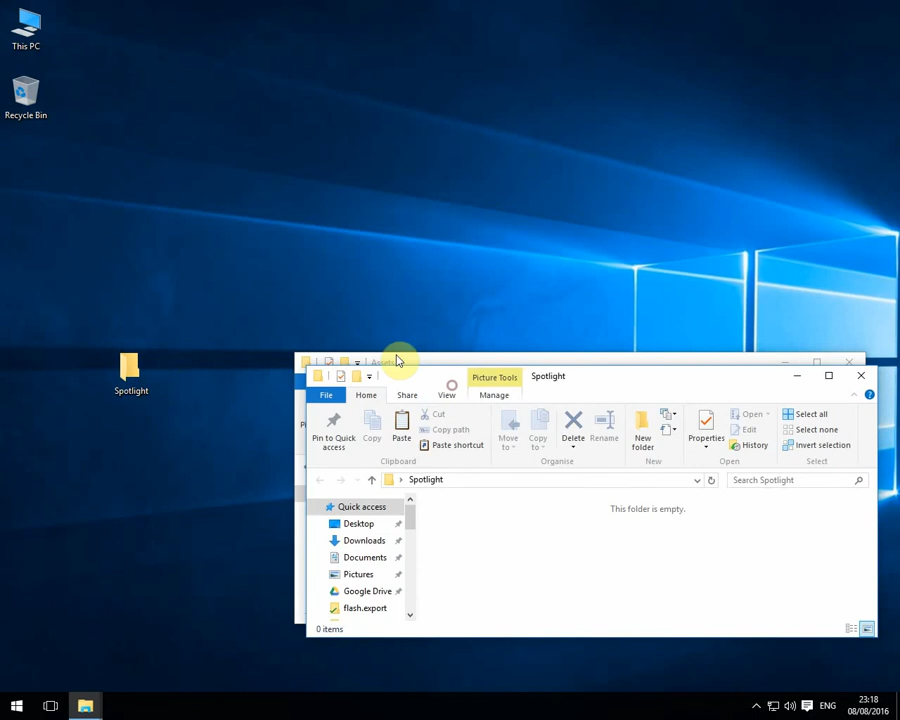 This PC
Recycle Bin
Spotlight
Assets
Picture Tools
Spotlight
File
Home
Share
View
Manage
Pin to Quick
access
Copy
Paste
Cut
Copy path
Paste shortcut
Clipboard
Move
to
Copy
to
Delete
Rename
Organise
New
folder
New
Properties
Open
Edit
History
Open
Select all
Select none
Invert selection
Select
Spotlight
Search Spotlight
Quick access
Desktop
Downloads
Documents
Pictures
Google Drive
flash.export
This folder is empty.
0 items
ENG
23:18
08/08/2016